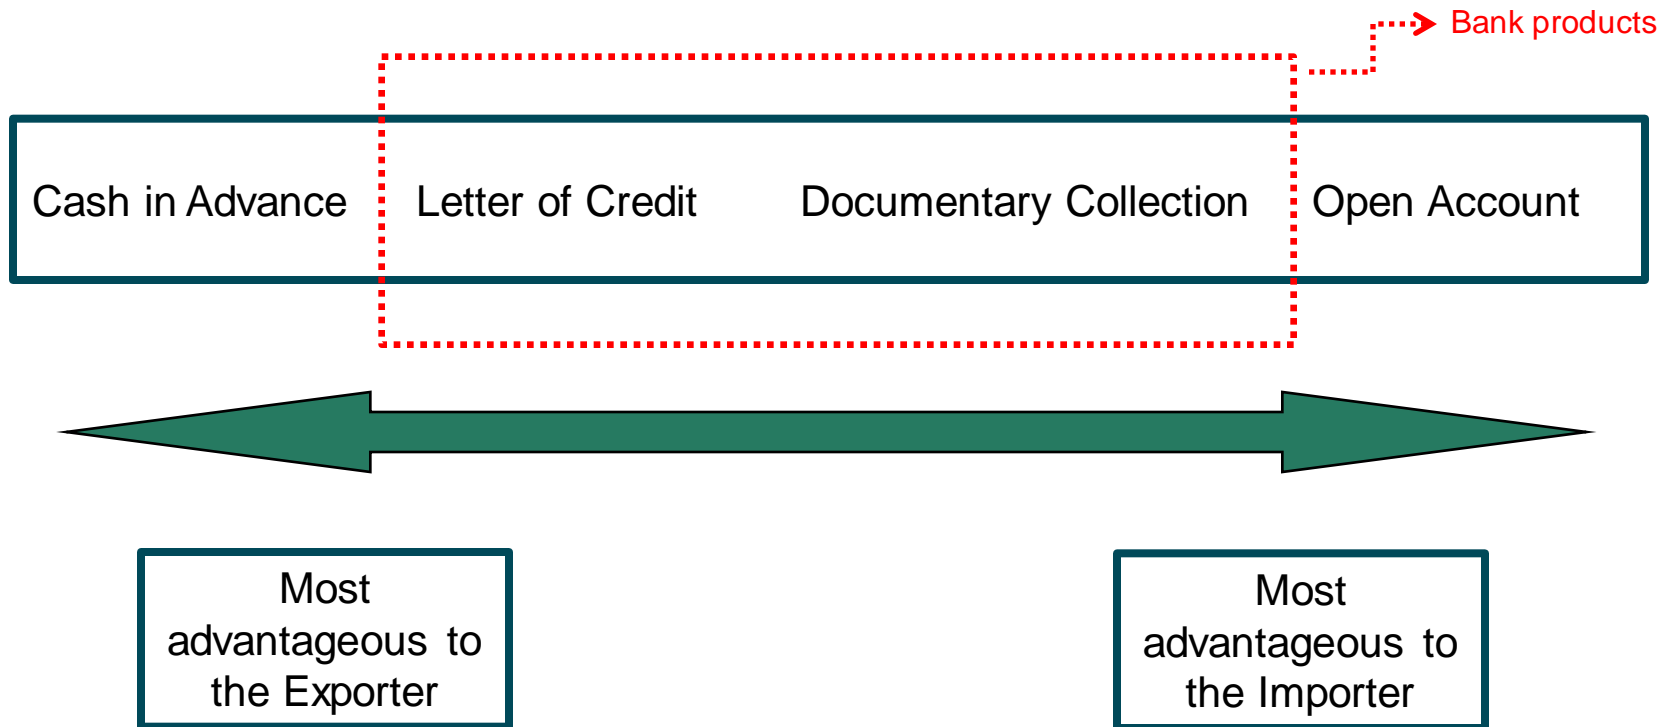 Bank products
Cash in Advance
Letter of Credit
Documentary Collection
Open Account
Most
advantageous to
the Exporter
Most
advantageous to
the Importer